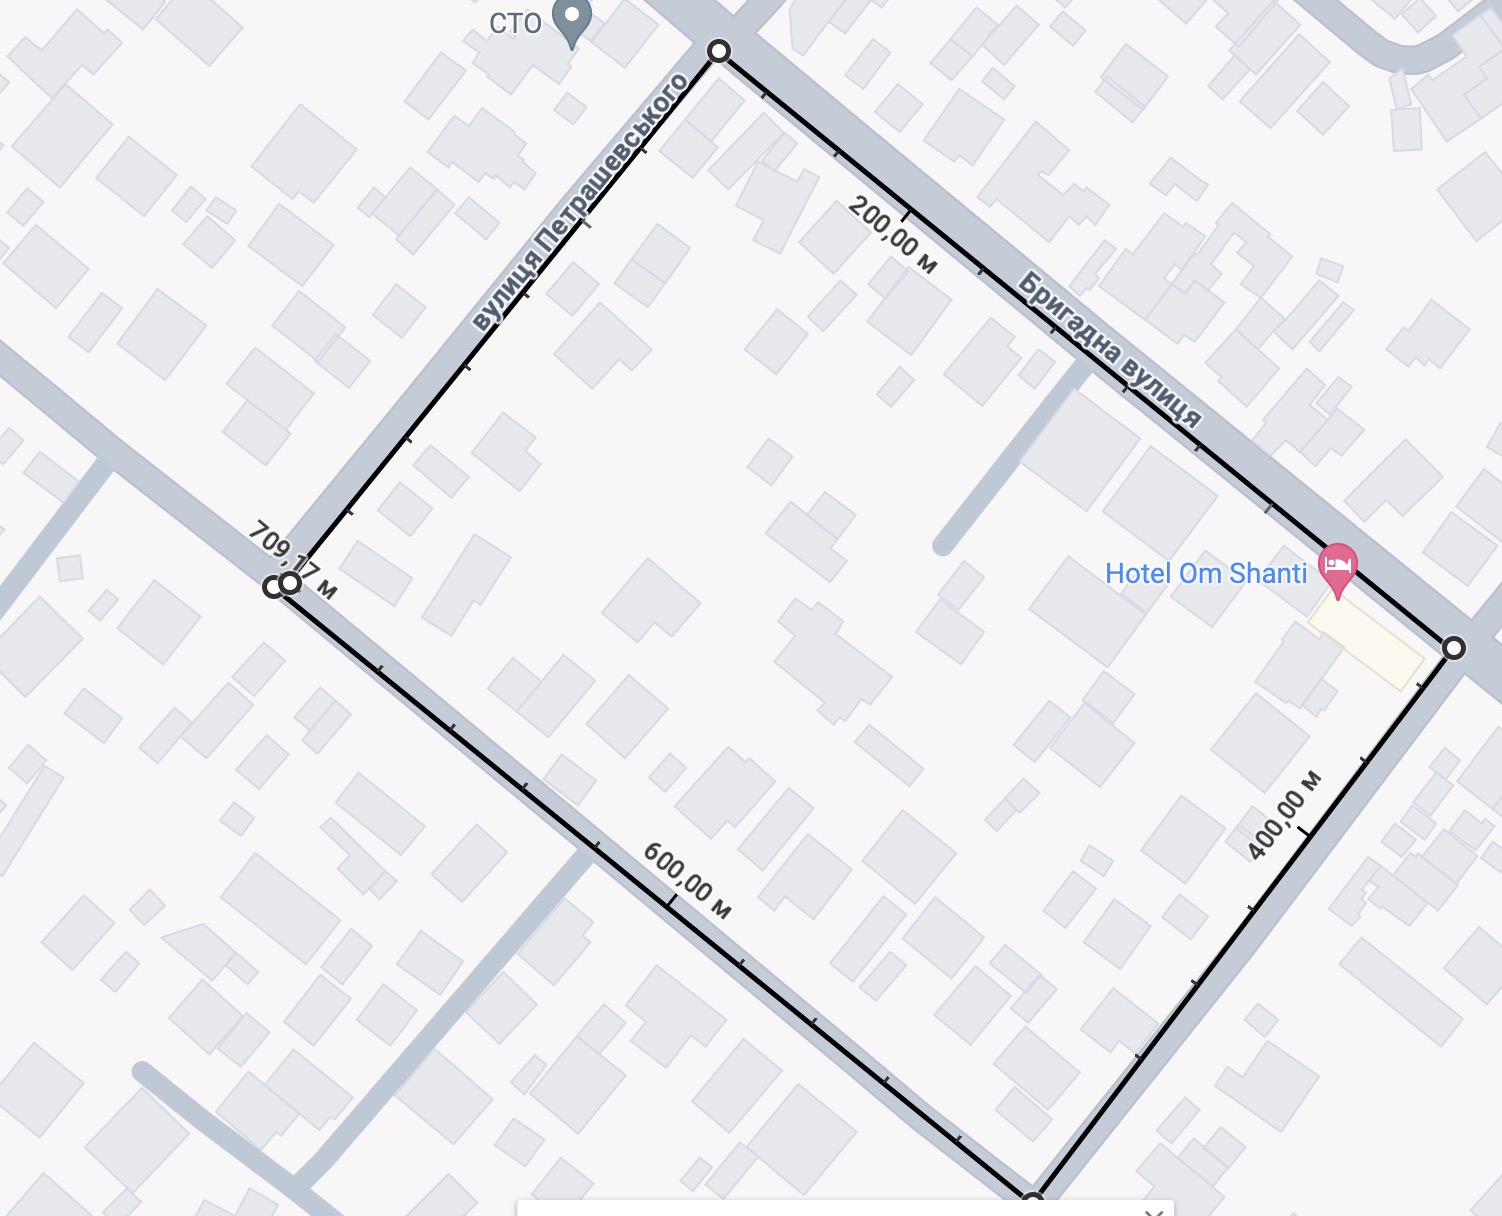 СТО
вулиця Петрашевського
200,00 м
Бригадна вулиця
709,17 м
Hotel Om Shanti
400,00 м
600,00 м